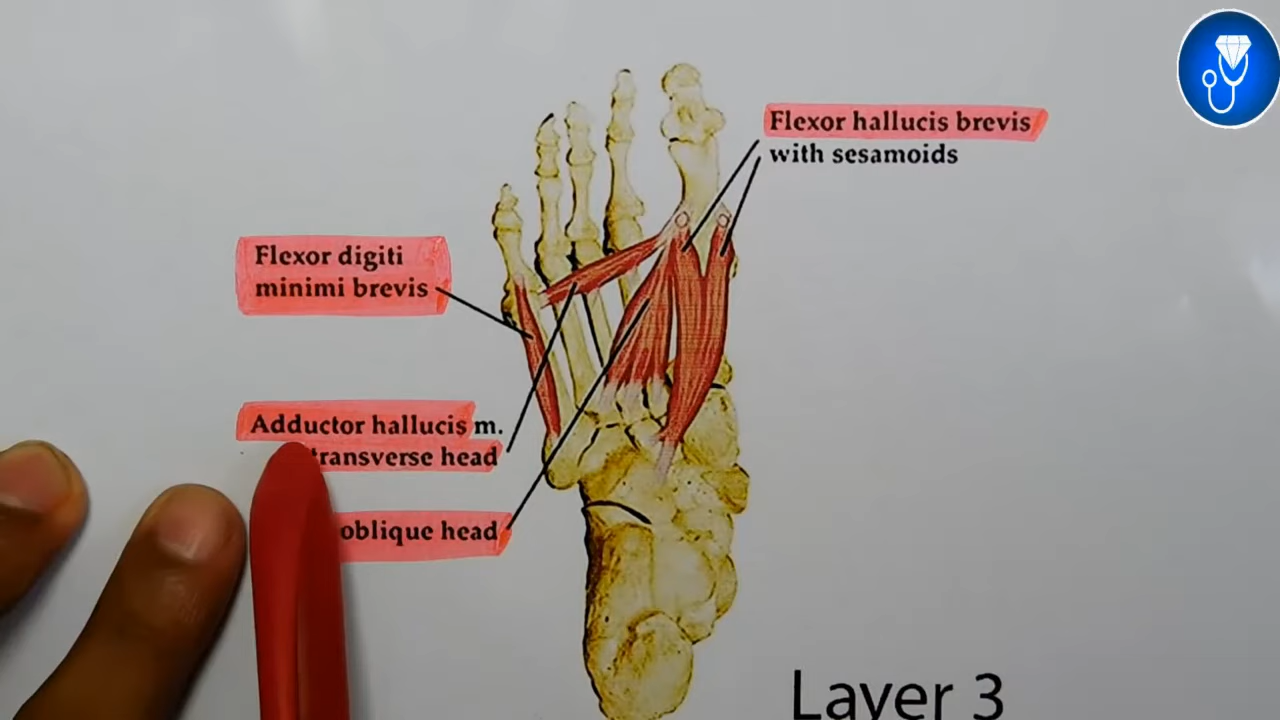 Flexor hallucis brevis
with sesamoids
Flexor digiti
minimi brevis
Adductor hallucis m.
transverse head
oblique head
Layer 3